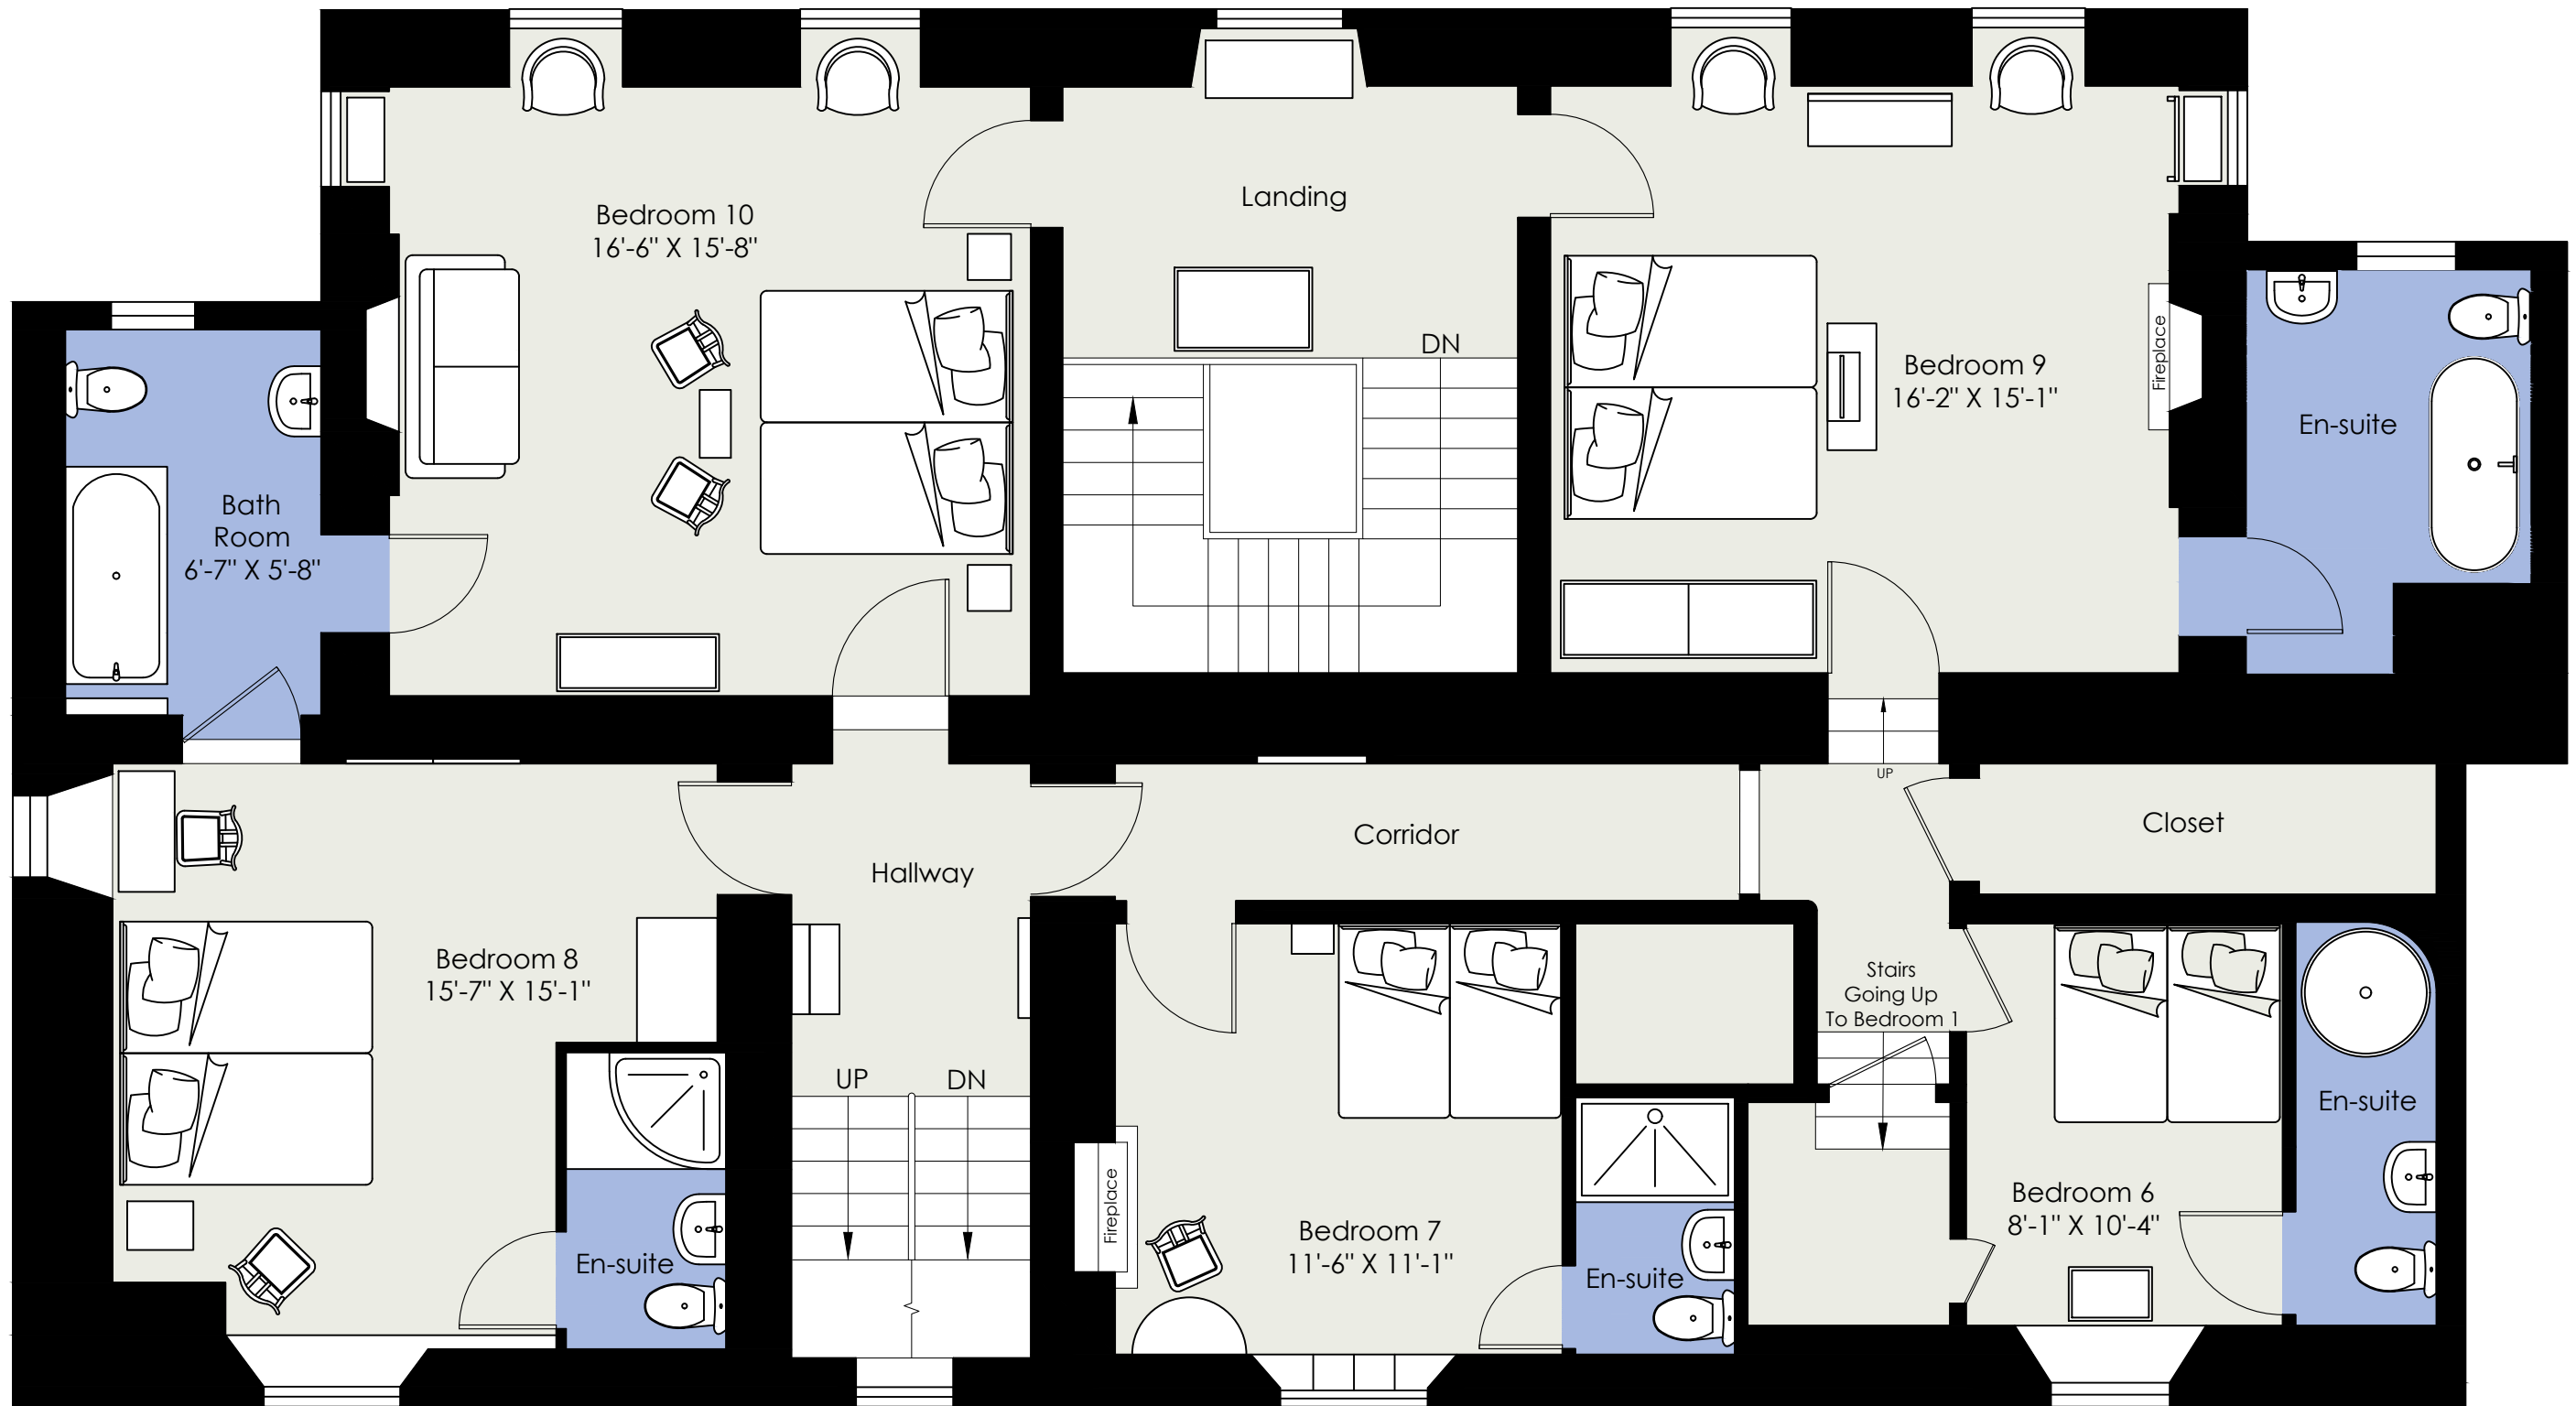 Landing
Bedroom 10
16'-6" X 15'-8"
DN
Bedroom 9
16'-2" X 15'-1"
Fireplace
En-suite
Bath
Room
6'-7" X 5'-8"
UP
Corridor
Closet
Hallway
Bedroom 8
15'-7" X 15'-1"
Stairs
Going Up
To Bedroom 1
UP
DN
En-suite
Fireplace
Bedroom 7
11'-6" X 11'-1"
Bedroom 6
8'-1" X 10'-4"
En-suite
En-suite